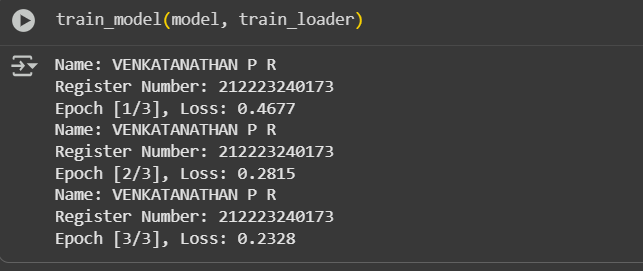 train_model(model, train_loader)
Name: VENKATANATHAN P R
Register Number: 212223240173
Epoch [1/3], Loss: 0.4677
Name: VENKATANATHAN P R
Register Number: 212223240173
Epoch [2/3], Loss: 0.2815
Name: VENKATANATHAN P R
Register Number: 212223240173
Epoch [3/3], Loss: 0.2328